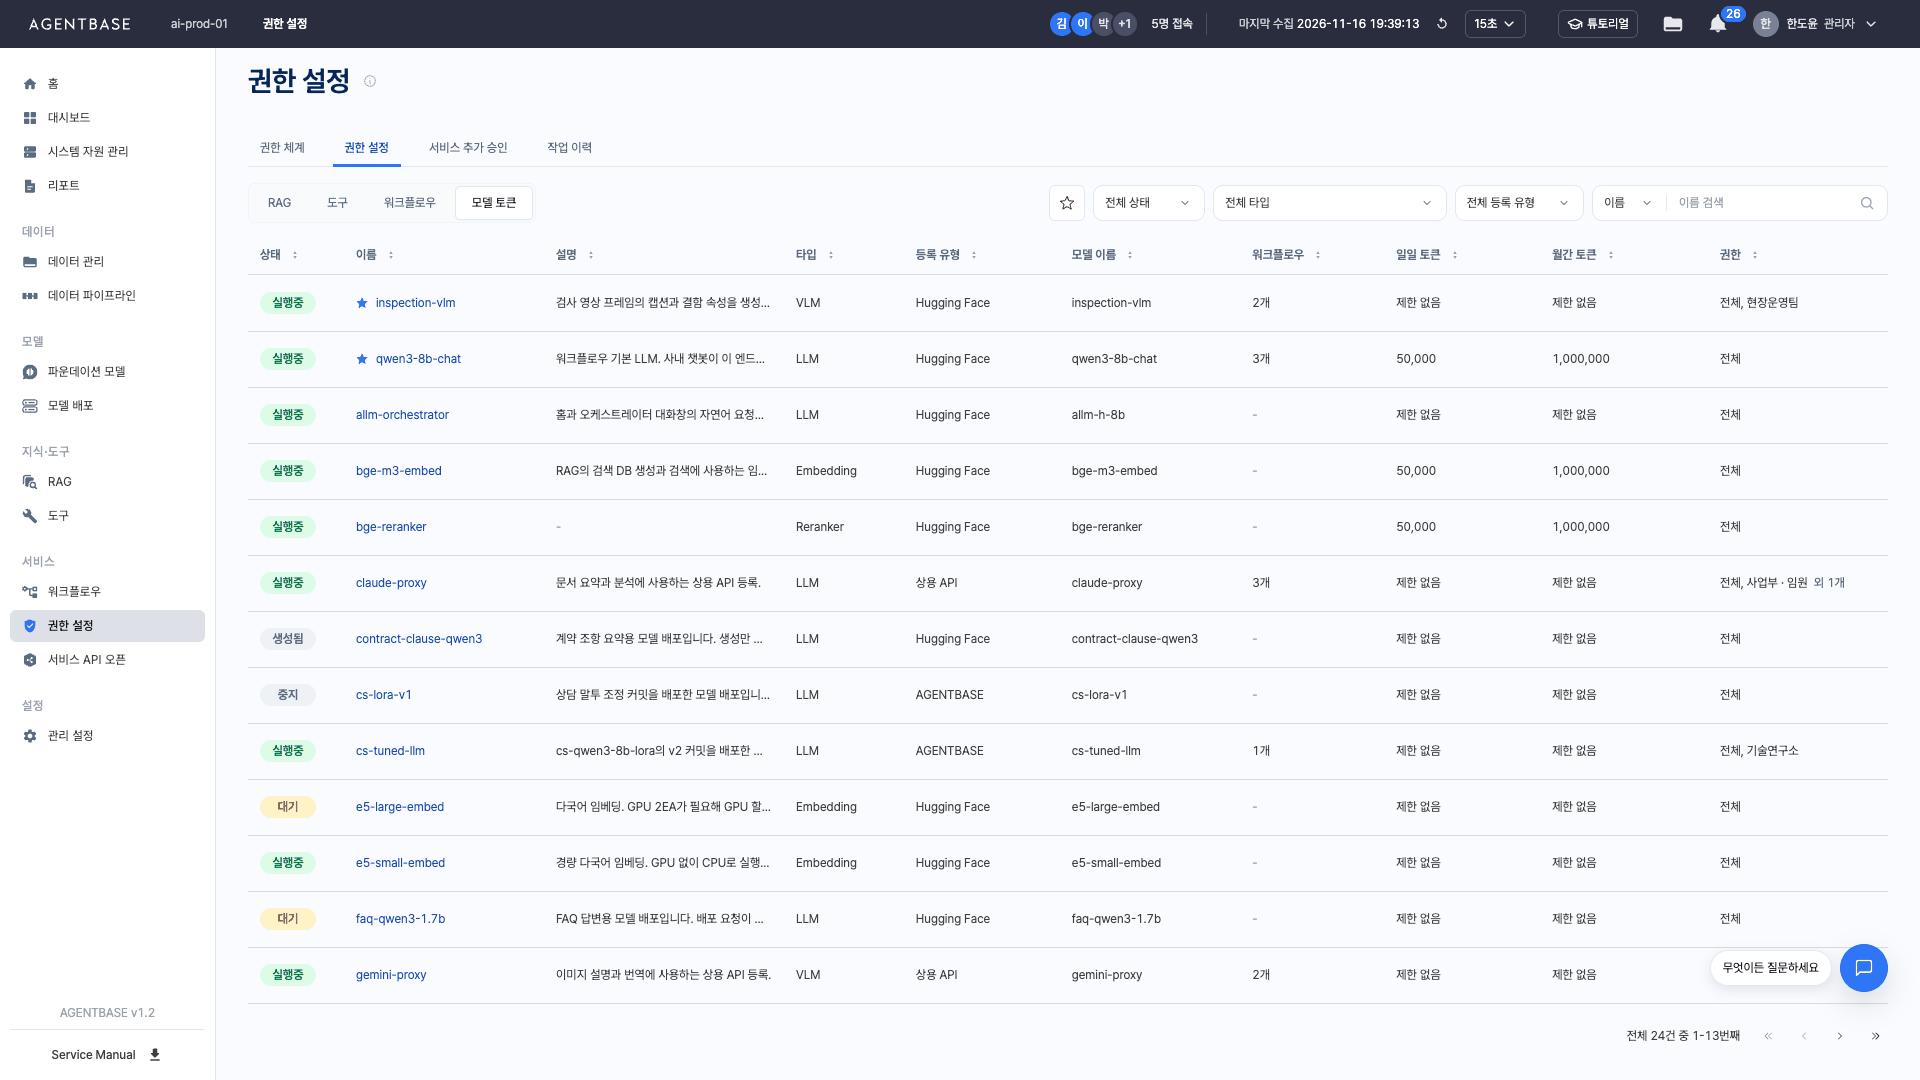 AGENTBASE ai-prod-01 권한 설정 김 이 박 +1 5명 접속 마지막 수집 2026-11-16 19:39:13 15초 튜토리얼 26 한 한도윤 관리자
홈
대시보드
시스템 자원 관리
리포트
데이터
데이터 관리
데이터 파이프라인
모델
파운데이션 모델
모델 배포
지식·도구
RAG
도구
서비스
워크플로우
권한 설정
서비스 API 오픈
설정
관리 설정
AGENTBASE v1.2
Service Manual
권한 설정
권한 체계 권한 설정 서비스 추가 승인 작업 이력
RAG 도구 워크플로우 모델 토큰 전체 상태 전체 타입 전체 등록 유형 이름 이름 검색
상태 이름 설명 타입 등록 유형 모델 이름 워크플로우 일일 토큰 월간 토큰 권한
실행중 inspection-vlm 검사 영상 프레임의 캡션과 결함 속성을 생성... VLM Hugging Face inspection-vlm 2개 제한 없음 제한 없음 전체, 현장운영팀
실행중 qwen3-8b-chat 워크플로우 기본 LLM. 사내 챗봇이 이 엔드... LLM Hugging Face qwen3-8b-chat 3개 50,000 1,000,000 전체
실행중 allm-orchestrator 홈과 오케스트레이터 대화창의 자연어 요청... LLM Hugging Face allm-h-8b - 제한 없음 제한 없음 전체
실행중 bge-m3-embed RAG의 검색 DB 생성과 검색에 사용하는 임... Embedding Hugging Face bge-m3-embed - 50,000 1,000,000 전체
실행중 bge-reranker - Reranker Hugging Face bge-reranker - 50,000 1,000,000 전체
실행중 claude-proxy 문서 요약과 분석에 사용하는 상용 API 등록. LLM 상용 API claude-proxy 3개 제한 없음 제한 없음 전체, 사업부 · 임원 외 1개
생성됨 contract-clause-qwen3 계약 조항 요약용 모델 배포입니다. 생성만 ... LLM Hugging Face contract-clause-qwen3 - 제한 없음 제한 없음 전체
중지 cs-lora-v1 상담 말투 조정 커밋을 배포한 모델 배포입니... LLM AGENTBASE cs-lora-v1 - 제한 없음 제한 없음 전체
실행중 cs-tuned-llm cs-qwen3-8b-lora의 v2 커밋을 배포한 ... LLM AGENTBASE cs-tuned-llm 1개 제한 없음 제한 없음 전체, 기술연구소
대기 e5-large-embed 다국어 임베딩. GPU 2EA가 필요해 GPU 할... Embedding Hugging Face e5-large-embed - 제한 없음 제한 없음 전체
실행중 e5-small-embed 경량 다국어 임베딩. GPU 없이 CPU로 실행... Embedding Hugging Face e5-small-embed - 제한 없음 제한 없음 전체
대기 faq-qwen3-1.7b FAQ 답변용 모델 배포입니다. 배포 요청이 ... LLM Hugging Face faq-qwen3-1.7b - 제한 없음 제한 없음 전체
실행중 gemini-proxy 이미지 설명과 번역에 사용하는 상용 API 등록. VLM 상용 API gemini-proxy 2개 제한 없음 제한 없음
무엇이든 질문하세요
전체 24건 중 1-13번째